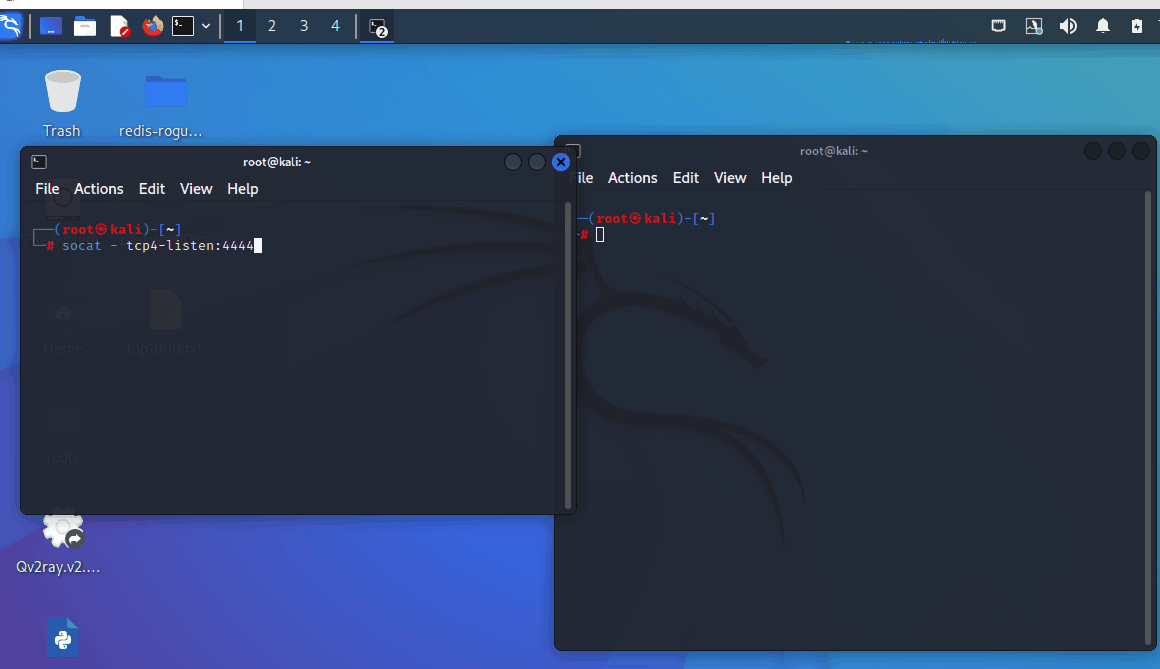 1 2 3 4
2
Trash
redis-rogu...
root@kali: ~
File Actions Edit View Help
┌──(root㉿kali)-[~]
└─# socat - tcp4-listen:4444
root@kali: ~
ile Actions Edit View Help
──(root㉿kali)-[~]
─#
Home
top1000.txt
Tools
Qv2ray.v2....